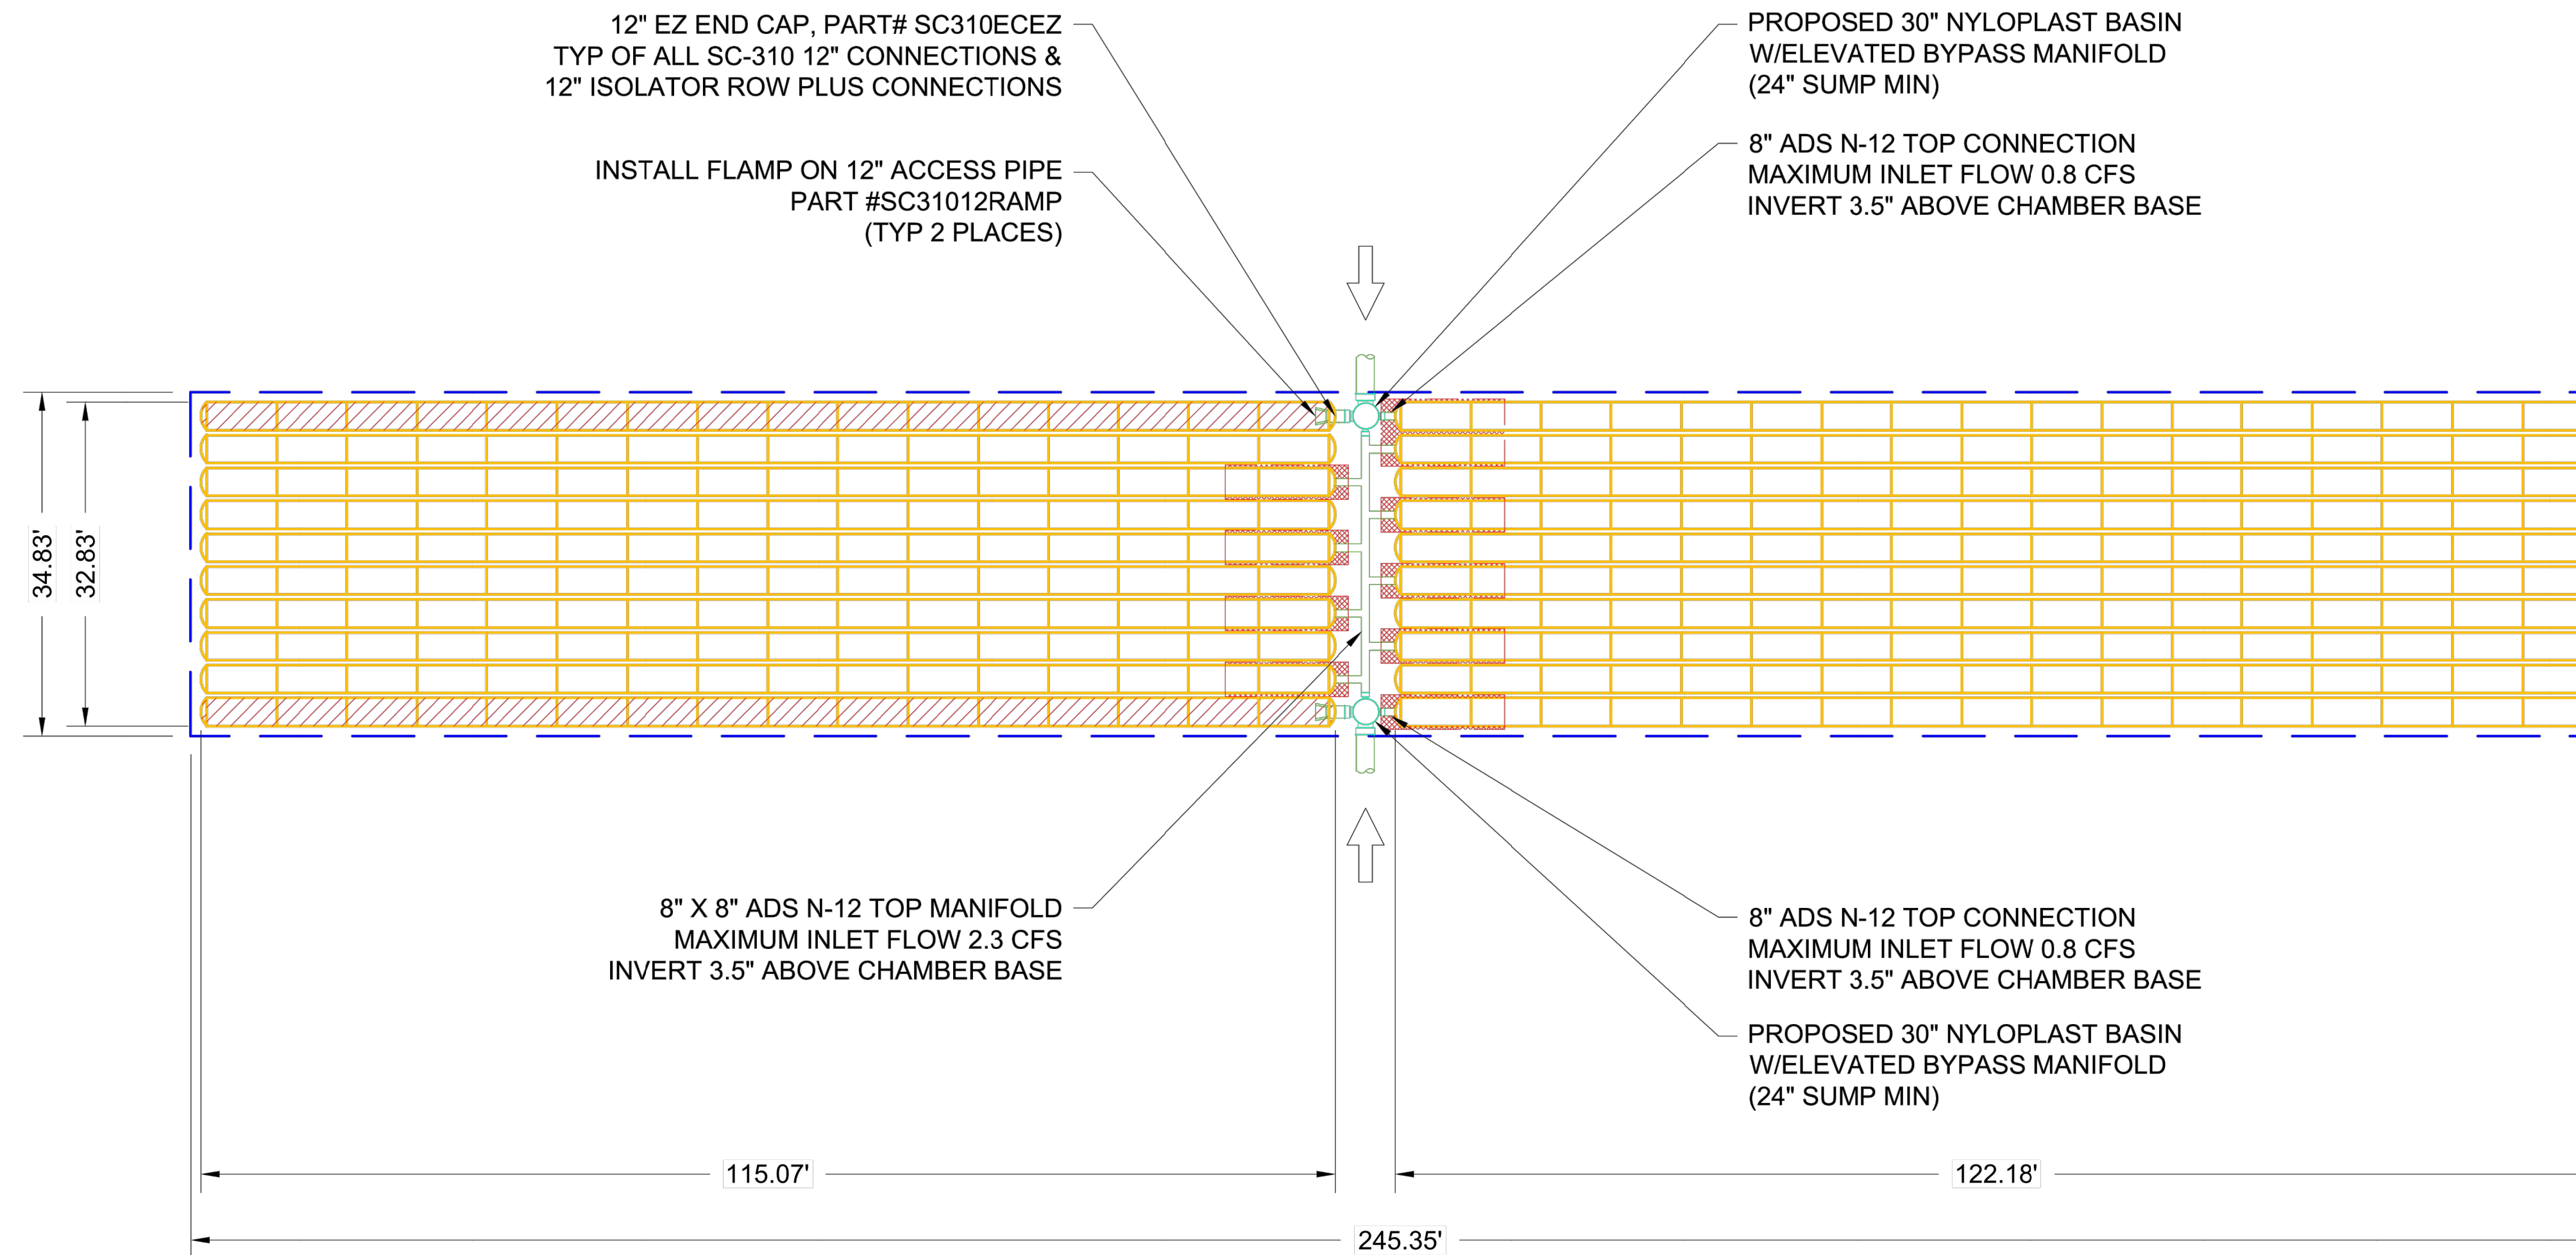 12" EZ END CAP, PART# SC310ECEZ
TYP OF ALL SC-310 12" CONNECTIONS &
12" ISOLATOR ROW PLUS CONNECTIONS
INSTALL FLAMP ON 12" ACCESS PIPE
PART #SC31012RAMP
(TYP 2 PLACES)
PROPOSED 30" NYLOPLAST BASIN
W/ELEVATED BYPASS MANIFOLD
(24" SUMP MIN)
8" ADS N-12 TOP CONNECTION
MAXIMUM INLET FLOW 0.8 CFS
INVERT 3.5" ABOVE CHAMBER BASE
34.83'
32.83'
8" X 8" ADS N-12 TOP MANIFOLD
MAXIMUM INLET FLOW 2.3 CFS
INVERT 3.5" ABOVE CHAMBER BASE
8" ADS N-12 TOP CONNECTION
MAXIMUM INLET FLOW 0.8 CFS
INVERT 3.5" ABOVE CHAMBER BASE
PROPOSED 30" NYLOPLAST BASIN
W/ELEVATED BYPASS MANIFOLD
(24" SUMP MIN)
115.07'
122.18'
245.35'